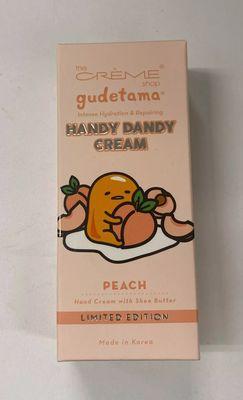 the
CRÈME
shop
gudetama
Intense Hydration & Repairing
HANDY DANDY
CREAM
PEACH
Hand Cream with Shea Butter
LIMITED EDITION
Made in Korea